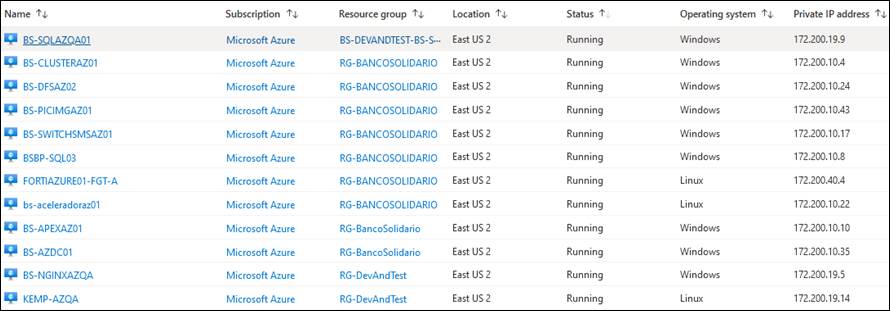 Name ↑↓ Subscription ↑↓ Resource group ↑↓ Location ↑↓ Status ↑↓ Operating system ↑↓ Private IP address ↑↓
BS-SQLAZQA01 Microsoft Azure BS-DEVANDTEST-BS-S··· East US 2 Running Windows 172.200.19.9
BS-CLUSTERAZ01 Microsoft Azure RG-BANCOSOLIDARIO East US 2 Running Windows 172.200.10.4
BS-DFSAZ02 Microsoft Azure RG-BANCOSOLIDARIO East US 2 Running Windows 172.200.10.24
BS-PICIMGAZ01 Microsoft Azure RG-BANCOSOLIDARIO East US 2 Running Windows 172.200.10.43
BS-SWITCHSMSAZ01 Microsoft Azure RG-BANCOSOLIDARIO East US 2 Running Windows 172.200.10.17
BSBP-SQL03 Microsoft Azure RG-BANCOSOLIDARIO East US 2 Running Windows 172.200.10.8
FORTIAZURE01-FGT-A Microsoft Azure RG-BANCOSOLIDARIO East US 2 Running Linux 172.200.40.4
bs-aceleradoraz01 Microsoft Azure RG-BANCOSOLIDARIO East US 2 Running Linux 172.200.10.22
BS-APEXAZ01 Microsoft Azure RG-BancoSolidario East US 2 Running Windows 172.200.10.10
BS-AZDC01 Microsoft Azure RG-BancoSolidario East US 2 Running Windows 172.200.10.35
BS-NGINXAZQA Microsoft Azure RG-DevAndTest East US 2 Running Windows 172.200.19.5
KEMP-AZQA Microsoft Azure RG-DevAndTest East US 2 Running Linux 172.200.19.14